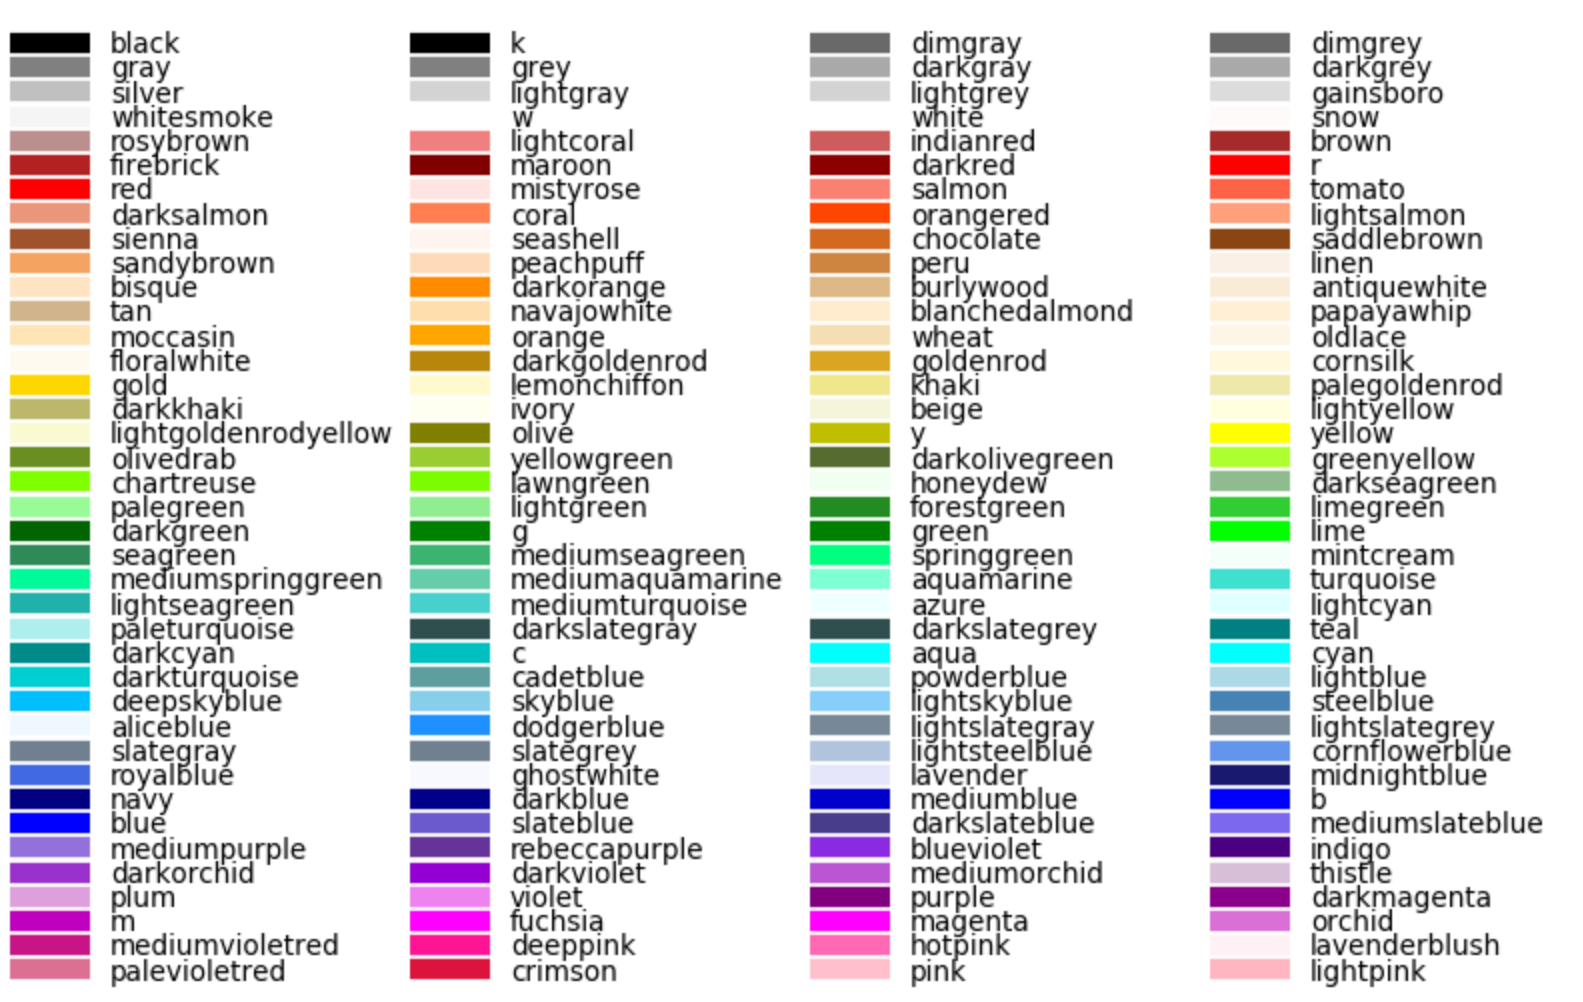 black k dimgray dimgrey
gray grey darkgray darkgrey
silver lightgray lightgrey gainsboro
whitesmoke w white snow
rosybrown lightcoral indianred brown
firebrick maroon darkred r
red mistyrose salmon tomato
darksalmon coral orangered lightsalmon
sienna seashell chocolate saddlebrown
sandybrown peachpuff peru linen
bisque darkorange burlywood antiquewhite
tan navajowhite blanchedalmond papayawhip
moccasin orange wheat oldlace
floralwhite darkgoldenrod goldenrod cornsilk
gold lemonchiffon khaki palegoldenrod
darkkhaki ivory beige lightyellow
lightgoldenrodyellow olive y yellow
olivedrab yellowgreen darkolivegreen greenyellow
chartreuse lawngreen honeydew darkseagreen
palegreen lightgreen forestgreen limegreen
darkgreen g green lime
seagreen mediumseagreen springgreen mintcream
mediumspringgreen mediumaquamarine aquamarine turquoise
lightseagreen mediumturquoise azure lightcyan
paleturquoise darkslategray darkslategrey teal
darkcyan c aqua cyan
darkturquoise cadetblue powderblue lightblue
deepskyblue skyblue lightskyblue steelblue
aliceblue dodgerblue lightslategray lightslategrey
slategray slategrey lightsteelblue cornflowerblue
royalblue ghostwhite lavender midnightblue
navy darkblue mediumblue b
blue slateblue darkslateblue mediumslateblue
mediumpurple rebeccapurple blueviolet indigo
darkorchid darkviolet mediumorchid thistle
plum violet purple darkmagenta
m fuchsia magenta orchid
mediumvioletred deeppink hotpink lavenderblush
palevioletred crimson pink lightpink